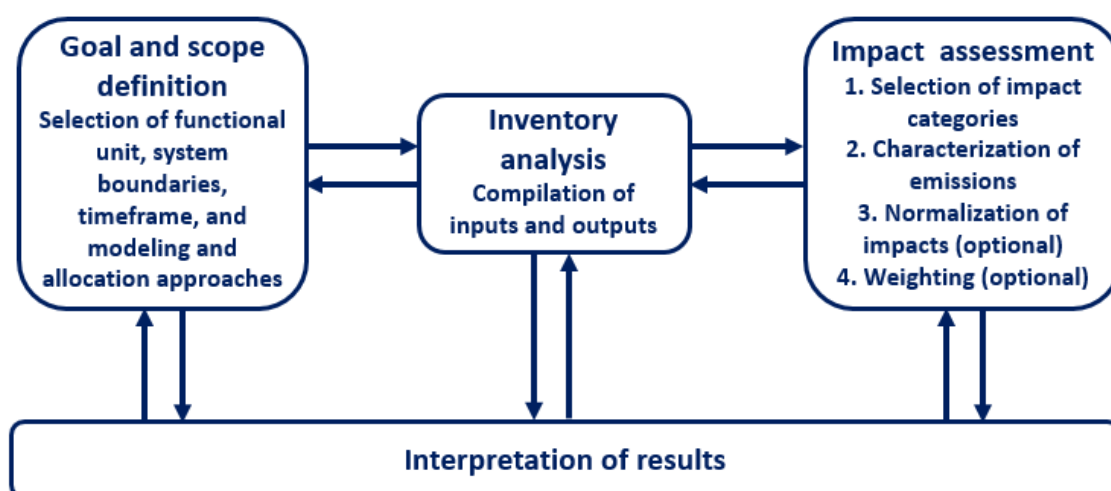 Goal and scope
definition
Selection of functional
unit, system
boundaries,
timeframe, and
modeling and
allocation approaches
Inventory
analysis
Compilation of
inputs and outputs
Impact assessment
1. Selection of impact
categories
2. Characterization of
emissions
3. Normalization of
impacts (optional)
4. Weighting (optional)
Interpretation of results